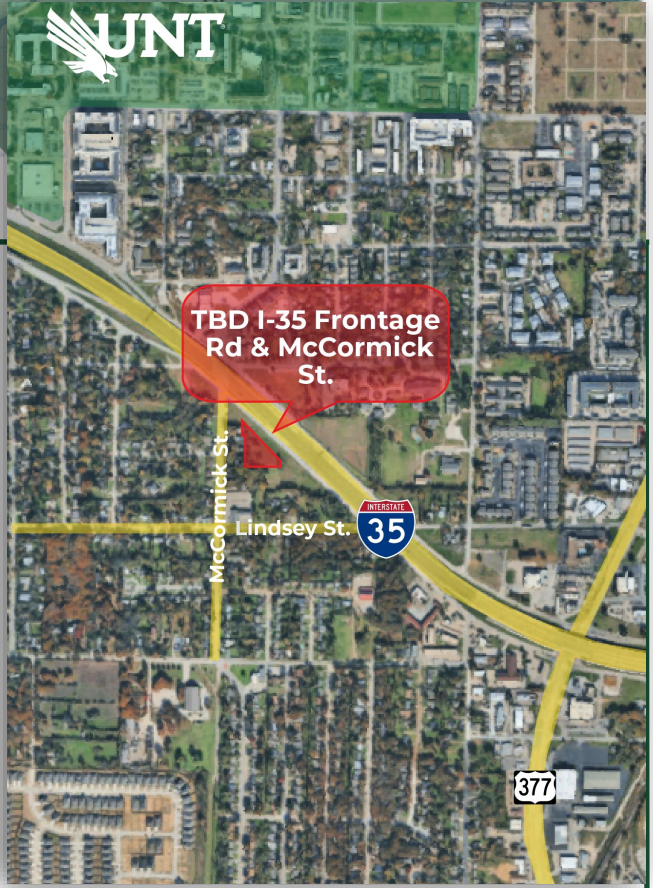 UNT
TBD I-35 Frontage
Rd & McCormick
St.
McCormick St.
Lindsey St.
INTERSTATE
35
377